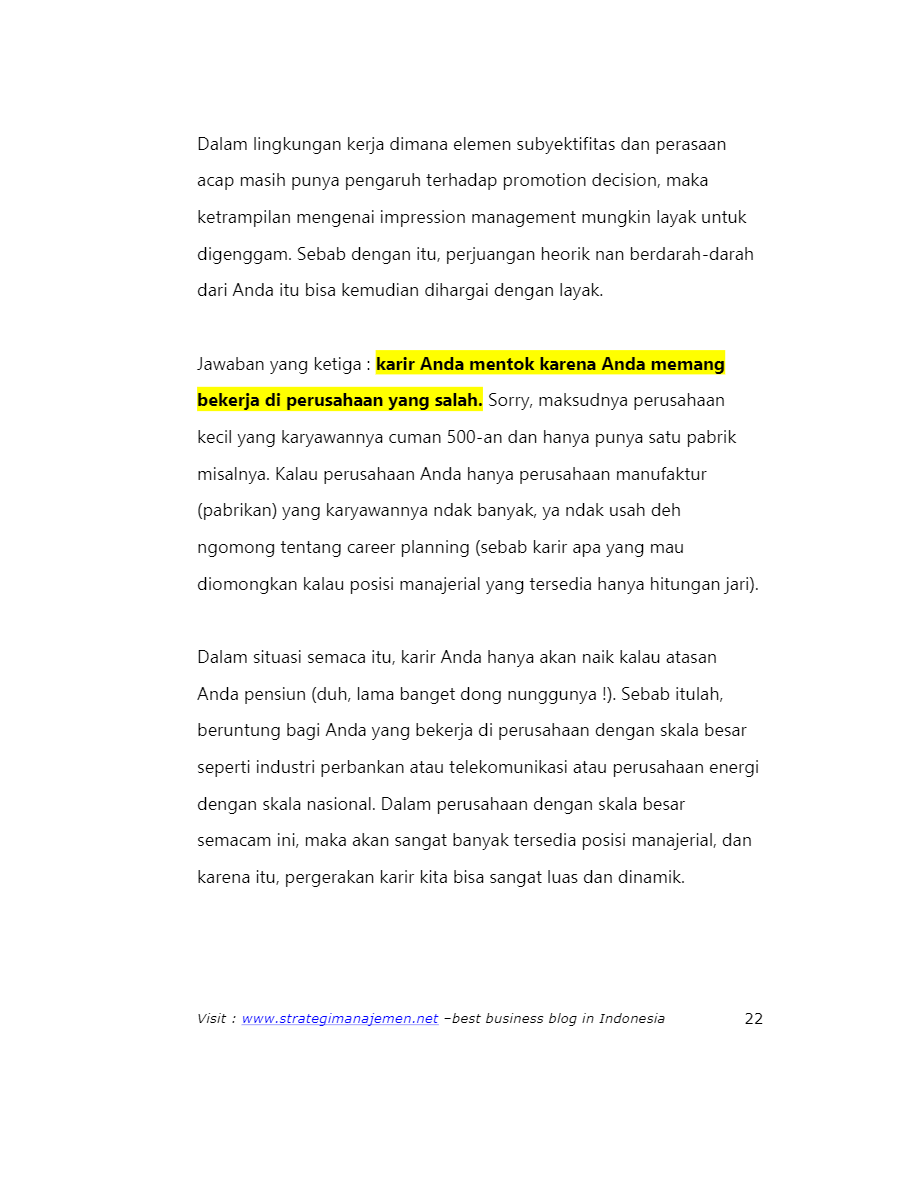 Dalam lingkungan kerja dimana elemen subyektifitas dan perasaan
acap masih punya pengaruh terhadap promotion decision, maka
ketrampilan mengenai impression management mungkin layak untuk
digenggam. Sebab dengan itu, perjuangan heorik nan berdarah-darah
dari Anda itu bisa kemudian dihargai dengan layak.
Jawaban yang ketiga : karir Anda mentok karena Anda memang
bekerja di perusahaan yang salah. Sorry, maksudnya perusahaan
kecil yang karyawannya cuman 500-an dan hanya punya satu pabrik
misalnya. Kalau perusahaan Anda hanya perusahaan manufaktur
(pabrikan) yang karyawannya ndak banyak, ya ndak usah deh
ngomong tentang career planning (sebab karir apa yang mau
diomongkan kalau posisi manajerial yang tersedia hanya hitungan jari).
Dalam situasi semaca itu, karir Anda hanya akan naik kalau atasan
Anda pensiun (duh, lama banget dong nunggunya !). Sebab itulah,
beruntung bagi Anda yang bekerja di perusahaan dengan skala besar
seperti industri perbankan atau telekomunikasi atau perusahaan energi
dengan skala nasional. Dalam perusahaan dengan skala besar
semacam ini, maka akan sangat banyak tersedia posisi manajerial, dan
karena itu, pergerakan karir kita bisa sangat luas dan dinamik.
Visit : www.strategimanajemen.net –best business blog in Indonesia 22